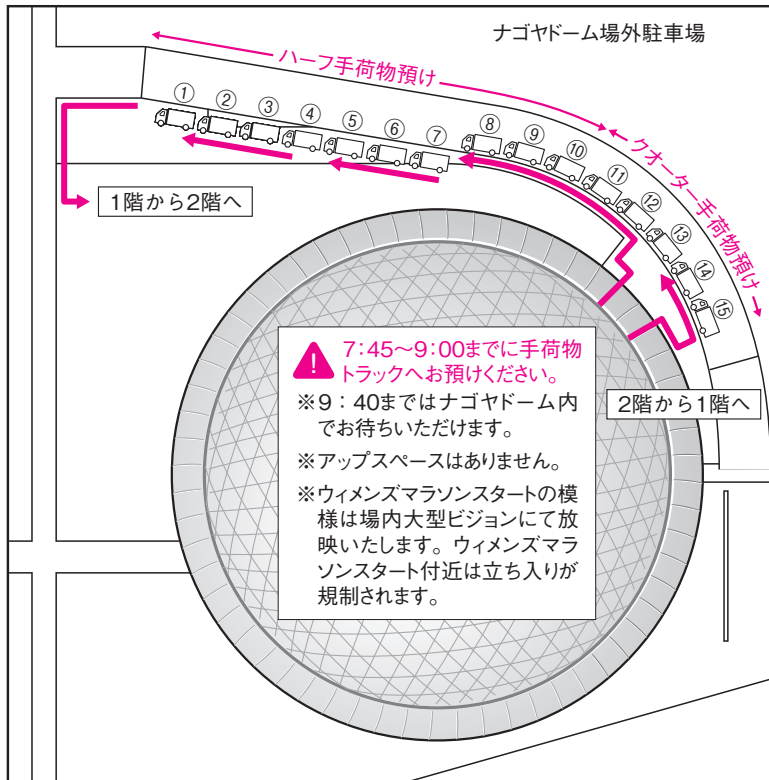 ナゴヤドーム場外駐車場
ハーフ手荷物預け
クオーター手荷物預け
①
②
③
④
⑤
⑥
⑦
⑧
⑨
⑩
⑪
⑫
⑬
⑭
⑮
1階から2階へ
2階から1階へ
! 7:45〜9:00までに手荷物
トラックへお預けください。
※9:40まではナゴヤドーム内
でお待ちいただけます。
※アップスペースはありません。
※ウィメンズマラソンスタートの模
様は場内大型ビジョンにて放
映いたします。ウィメンズマラ
ソンスタート付近は立ち入りが
規制されます。